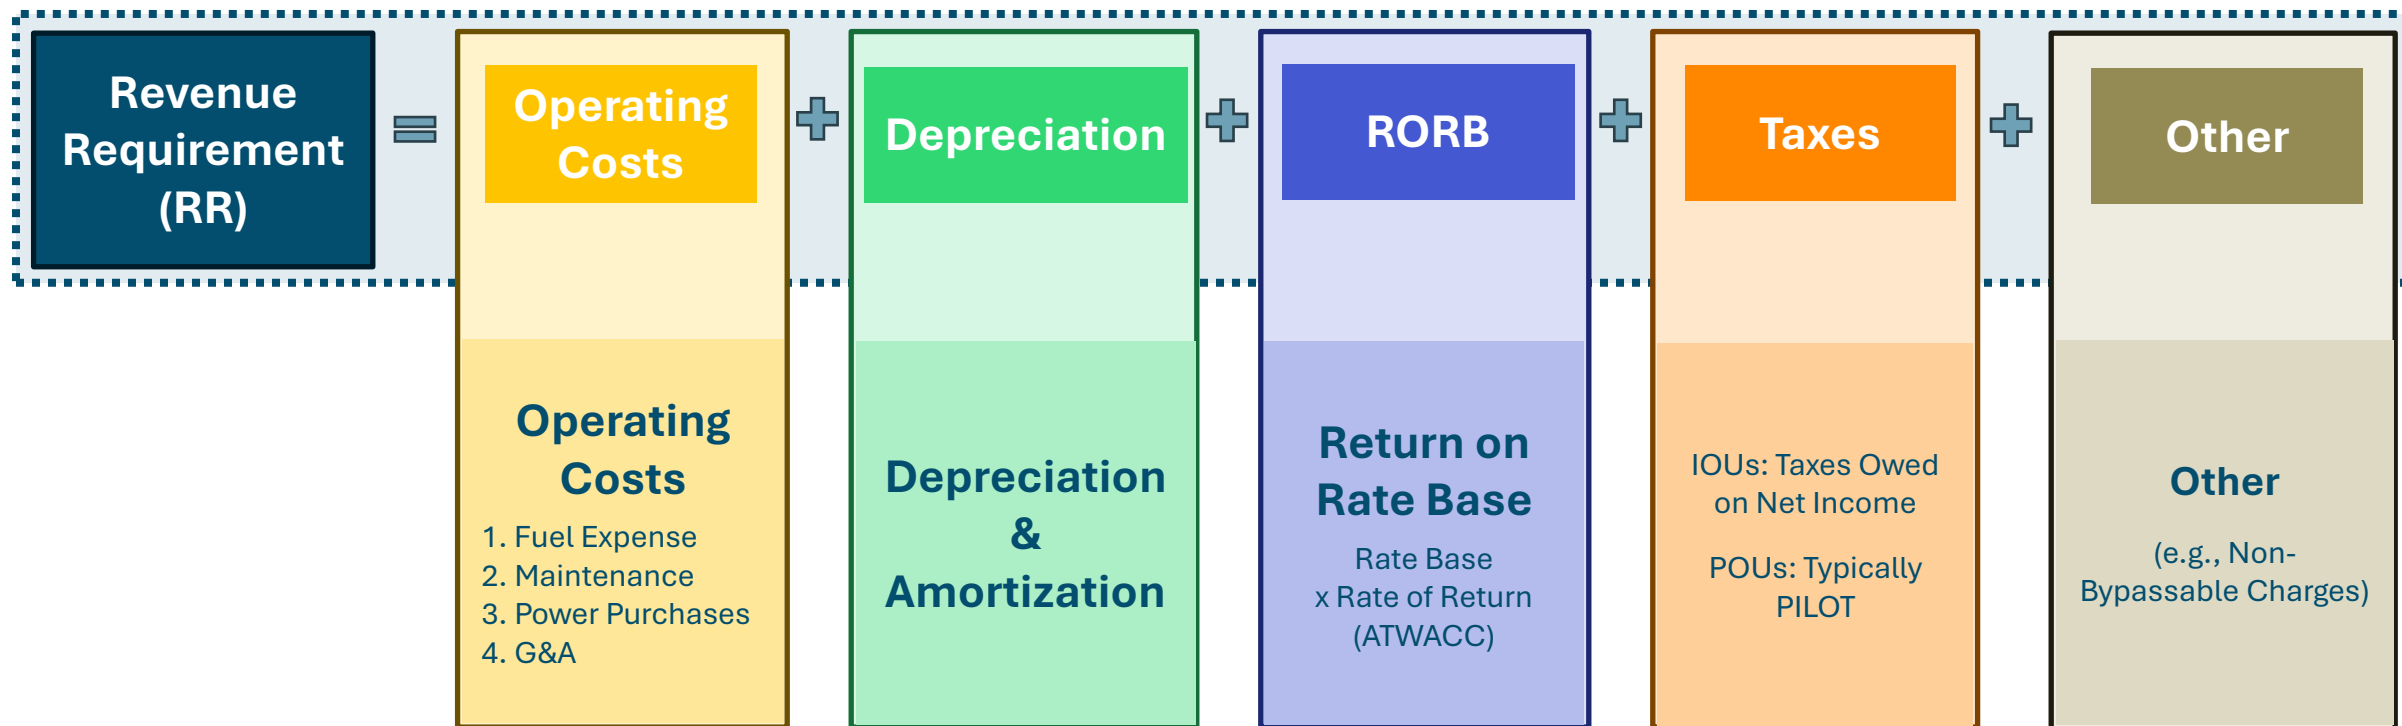 Revenue
Requirement
(RR)
=
Operating
Costs
+
Depreciation
+
RORB
+
Taxes
+
Other
Operating
Costs
1. Fuel Expense
2. Maintenance
3. Power Purchases
4. G&A
Depreciation
&
Amortization
Return on
Rate Base
Rate Base
x Rate of Return
(ATWACC)
IOUs: Taxes Owed
on Net Income
POUs: Typically
PILOT
Other
(e.g., Non-
Bypassable Charges)